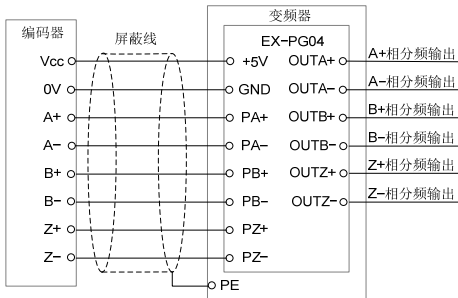 变频器
编码器
屏蔽线
EX-PG04
Vcc
+5V
OUTA+
A+相分频输出
0V
GND
OUTA-
A-相分频输出
A+
PA+
OUTB+
B+相分频输出
A-
PA-
OUTB-
B-相分频输出
B+
PB+
OUTZ+
Z+相分频输出
B-
PB-
OUTZ-
Z-相分频输出
Z+
PZ+
Z-
PZ-
PE